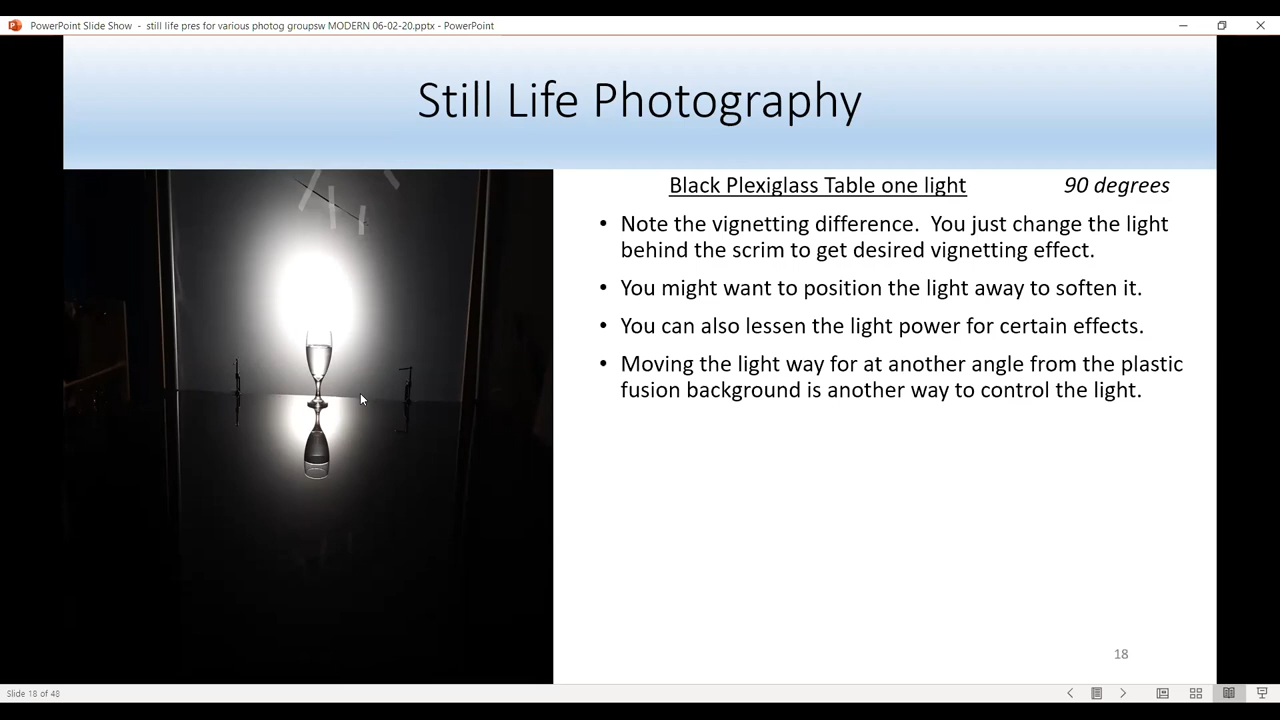 PowerPoint Slide Show - still life pres for various photog groupsw MODERN 06-02-20.pptx - PowerPoint
Still Life Photography
Black Plexiglass Table one light 90 degrees
• Note the vignetting difference. You just change the light
behind the scrim to get desired vignetting effect.
• You might want to position the light away to soften it.
• You can also lessen the light power for certain effects.
• Moving the light way for at another angle from the plastic
fusion background is another way to control the light.
18
Slide 18 of 48